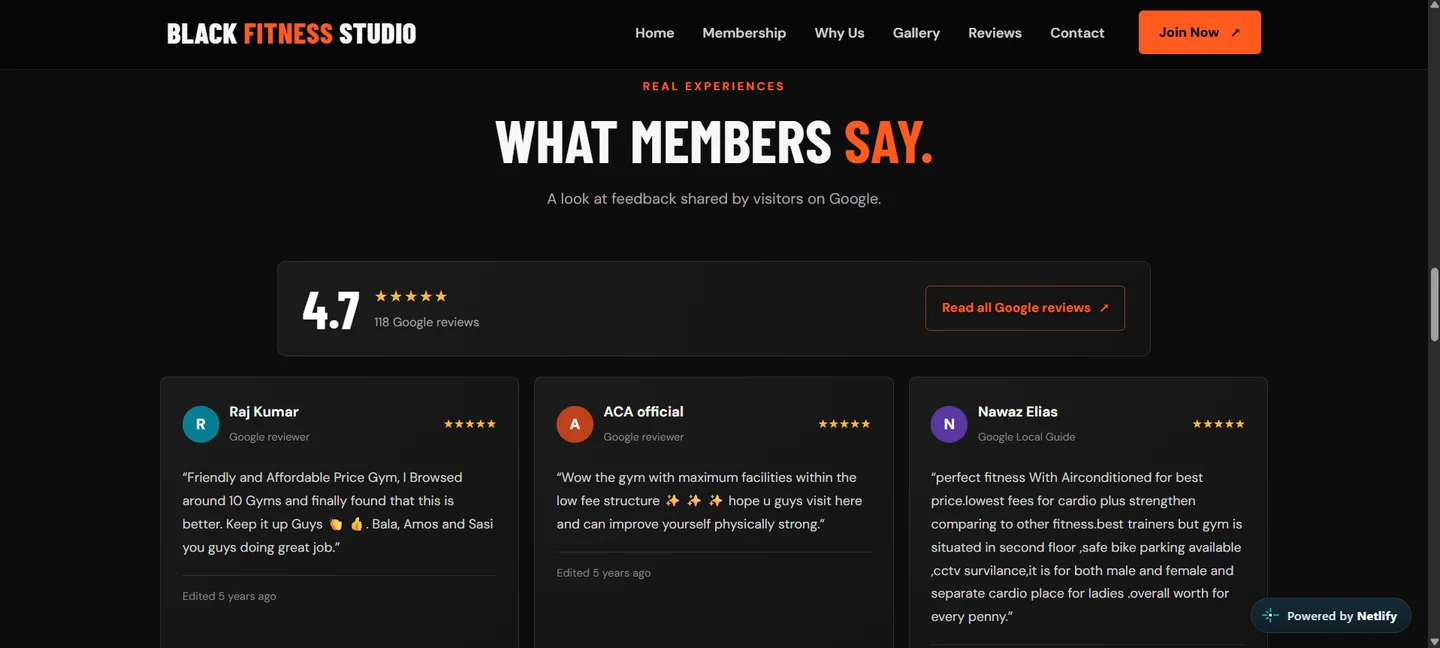 BLACK FITNESS STUDIO
Home Membership Why Us Gallery Reviews Contact Join Now ↗
REAL EXPERIENCES
WHAT MEMBERS SAY.
A look at feedback shared by visitors on Google.
4.7 ★★★★★
118 Google reviews
Read all Google reviews ↗
R
Raj Kumar
Google reviewer
★★★★★
“Friendly and Affordable Price Gym, I Browsed
around 10 Gyms and finally found that this is
better. Keep it up Guys 👏 👍. Bala, Amos and Sasi
you guys doing great job.”
Edited 5 years ago
A
ACA official
Google reviewer
★★★★★
“Wow the gym with maximum facilities within the
low fee structure ✨ ✨ ✨ hope u guys visit here
and can improve yourself physically strong.”
Edited 5 years ago
N
Nawaz Elias
Google Local Guide
★★★★★
“perfect fitness With Airconditioned for best
price.lowest fees for cardio plus strengthen
comparing to other fitness.best trainers but gym is
situated in second floor ,safe bike parking available
,cctv survilance,it is for both male and female and
separate cardio place for ladies .overall worth for
every penny.”
Powered by Netlify